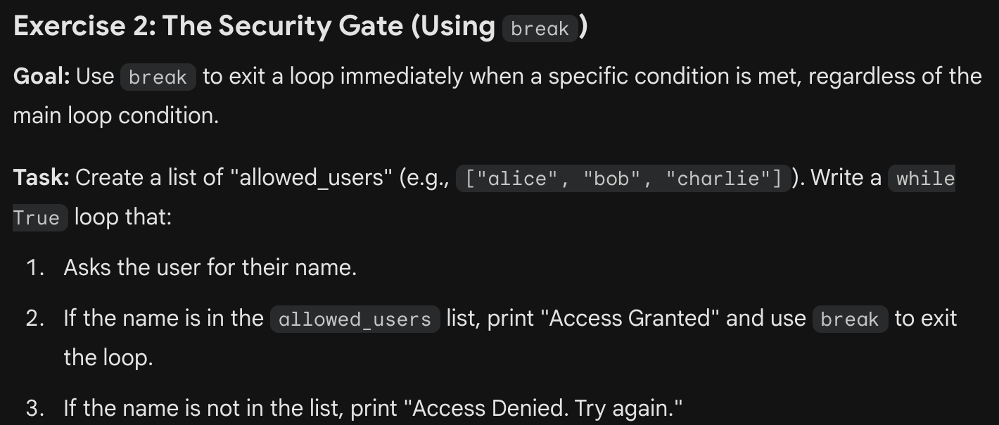 Exercise 2: The Security Gate (Using break)
Goal: Use break to exit a loop immediately when a specific condition is met, regardless of the
main loop condition.
Task: Create a list of "allowed_users" (e.g., ["alice", "bob", "charlie"]). Write a while
True loop that:
1. Asks the user for their name.
2. If the name is in the allowed_users list, print "Access Granted" and use break to exit
the loop.
3. If the name is not in the list, print "Access Denied. Try again."